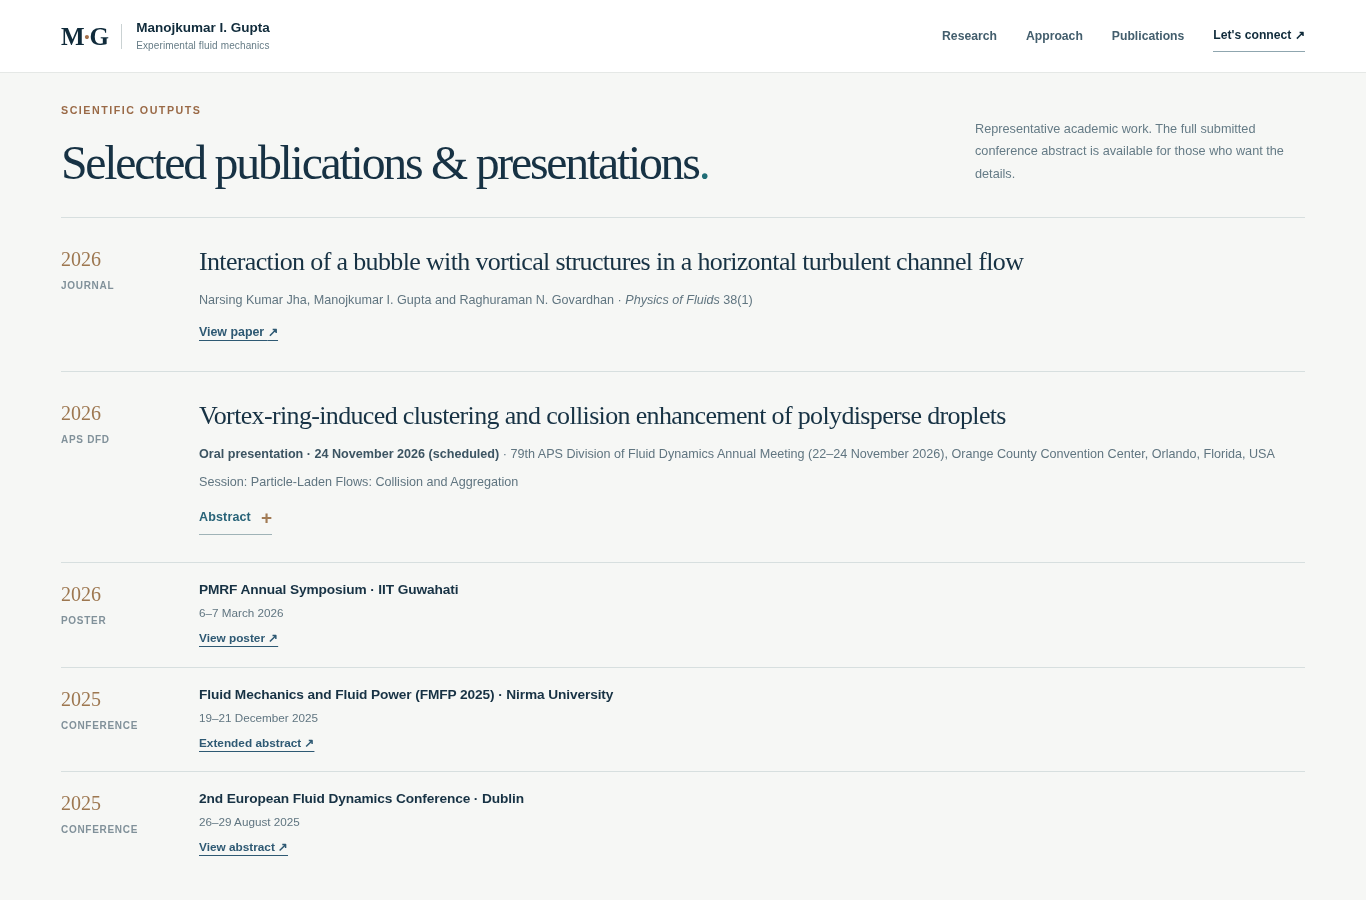 M·G
Manojkumar I. Gupta
Experimental fluid mechanics
Research
Approach
Publications
Let's connect ↗
SCIENTIFIC OUTPUTS
Selected publications & presentations.
Representative academic work. The full submitted
conference abstract is available for those who want the
details.
2026
JOURNAL
Interaction of a bubble with vortical structures in a horizontal turbulent channel flow
Narsing Kumar Jha, Manojkumar I. Gupta and Raghuraman N. Govardhan · Physics of Fluids 38(1)
View paper ↗
2026
APS DFD
Vortex-ring-induced clustering and collision enhancement of polydisperse droplets
Oral presentation · 24 November 2026 (scheduled) · 79th APS Division of Fluid Dynamics Annual Meeting (22–24 November 2026), Orange County Convention Center, Orlando, Florida, USA
Session: Particle-Laden Flows: Collision and Aggregation
Abstract +
2026
POSTER
PMRF Annual Symposium · IIT Guwahati
6–7 March 2026
View poster ↗
2025
CONFERENCE
Fluid Mechanics and Fluid Power (FMFP 2025) · Nirma University
19–21 December 2025
Extended abstract ↗
2025
CONFERENCE
2nd European Fluid Dynamics Conference · Dublin
26–29 August 2025
View abstract ↗